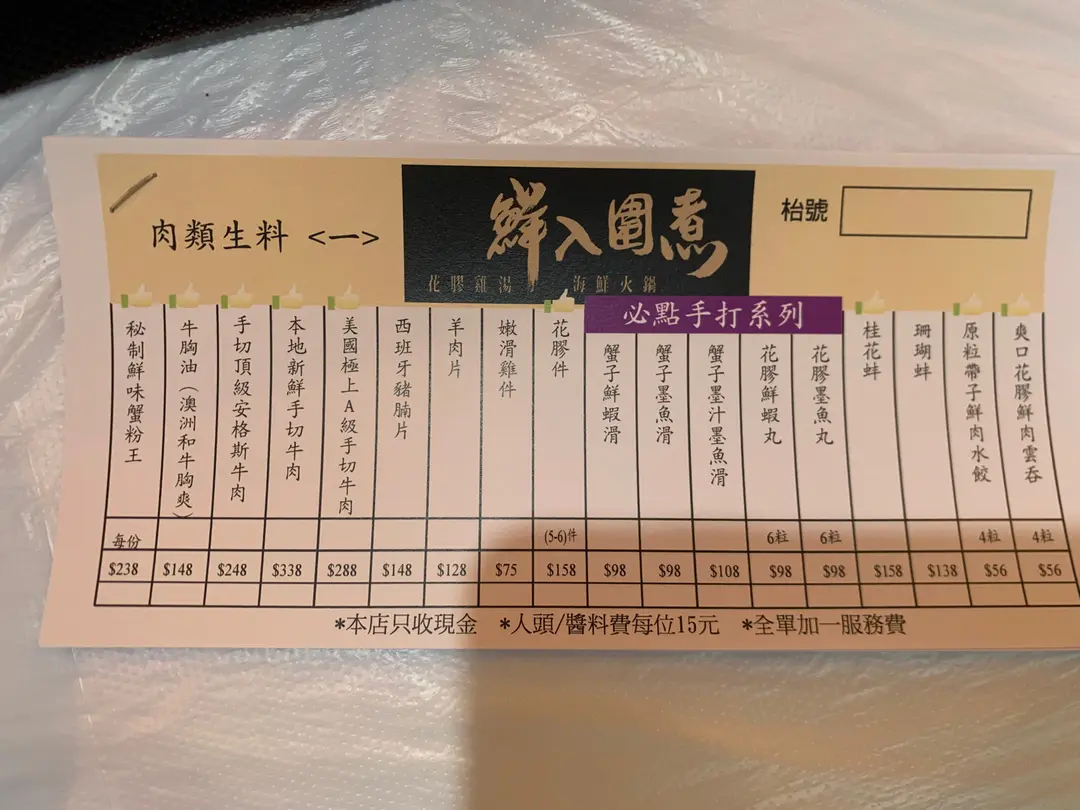 肉類生料 <一>
鮮入圍煮
花膠雞湯
海鮮火鍋
枱號
必點手打系列
秘制鮮味蟹粉王
每份
$238
牛胸油（澳洲和牛胸爽）
$148
手切頂級安格斯牛肉
$248
本地新鮮手切牛肉
$338
美國極上A級手切牛肉
$288
西班牙豬腩片
$148
羊肉片
$128
嫩滑雞件
$75
花膠件
(5-6)件
$158
蟹子鮮蝦滑
$98
蟹子墨魚滑
$98
蟹子墨汁墨魚滑
$108
花膠鮮蝦丸
6粒
$98
花膠墨魚丸
6粒
$98
桂花蚌
$158
珊瑚蚌
$138
原粒帶子鮮肉水餃
4粒
$56
爽口花膠鮮肉雲吞
4粒
$56
*本店只收現金 *人頭/醬料費每位15元 *全單加一服務費